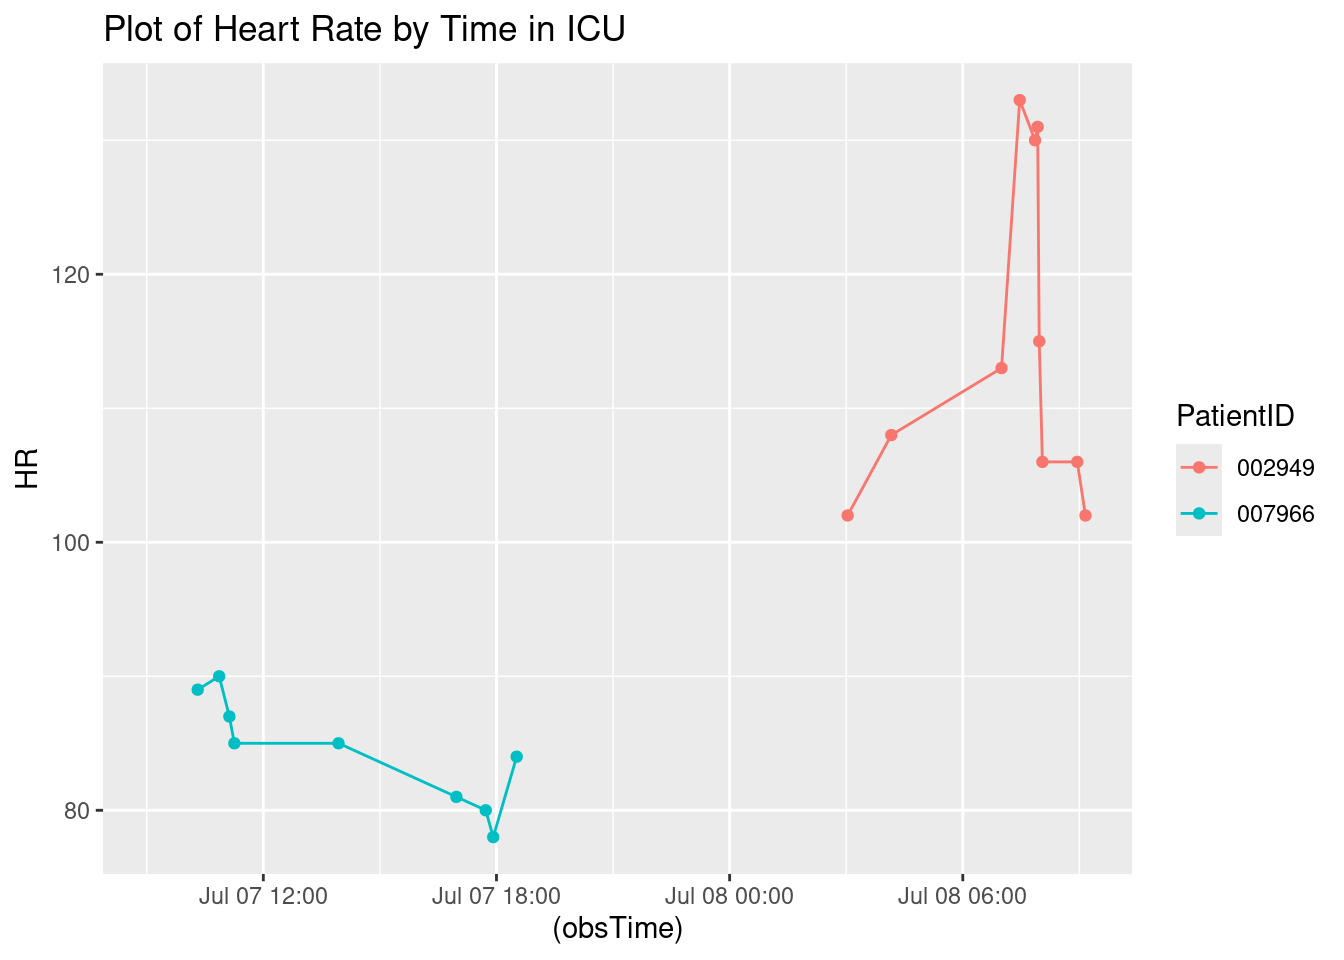 Plot of Heart Rate by Time in ICU
120
100
80
HR
Jul 07 12:00
Jul 07 18:00
Jul 08 00:00
Jul 08 06:00
(obsTime)
PatientID
002949
007966